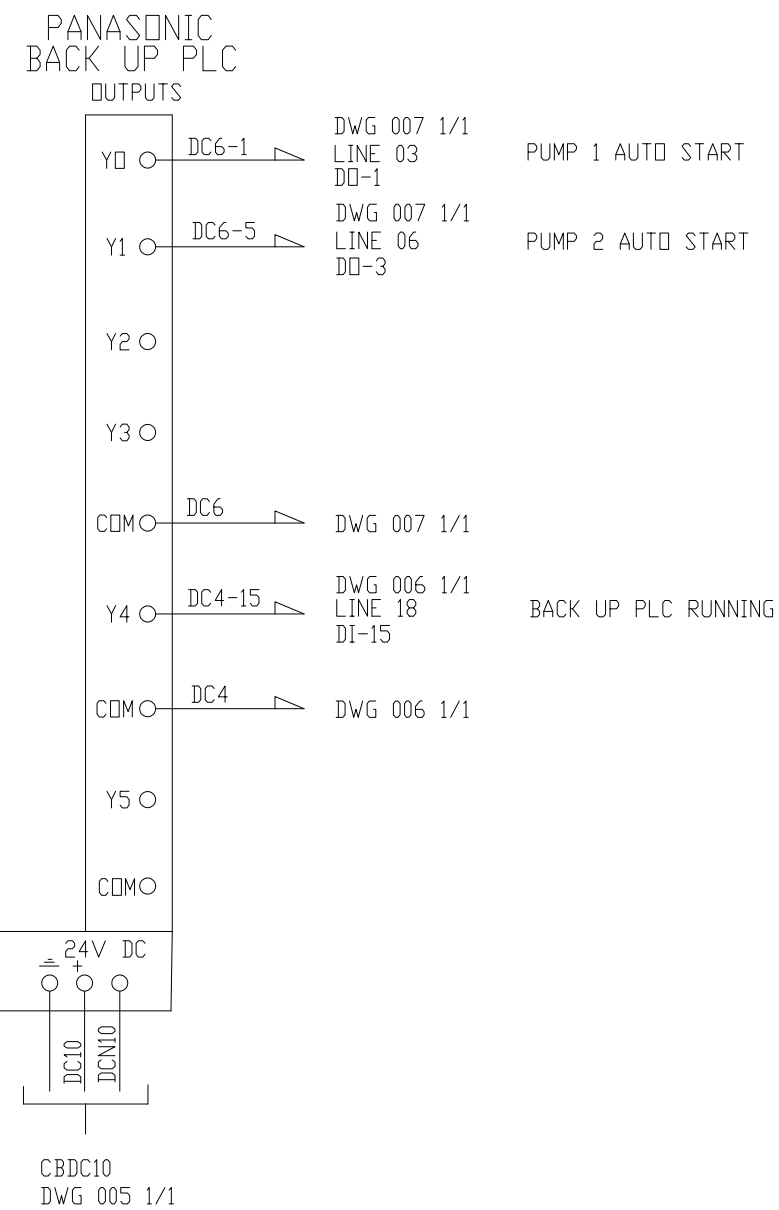 PANASONIC
BACK UP PLC
OUTPUTS
Y0
DC6-1
DWG 007 1/1
LINE 03
DO-1
PUMP 1 AUTO START
Y1
DC6-5
DWG 007 1/1
LINE 06
DO-3
PUMP 2 AUTO START
Y2
Y3
COM
DC6
DWG 007 1/1
Y4
DC4-15
DWG 006 1/1
LINE 18
DI-15
BACK UP PLC RUNNING
COM
DC4
DWG 006 1/1
Y5
COM
24V DC
+
DC10
DCN10
CBDC10
DWG 005 1/1